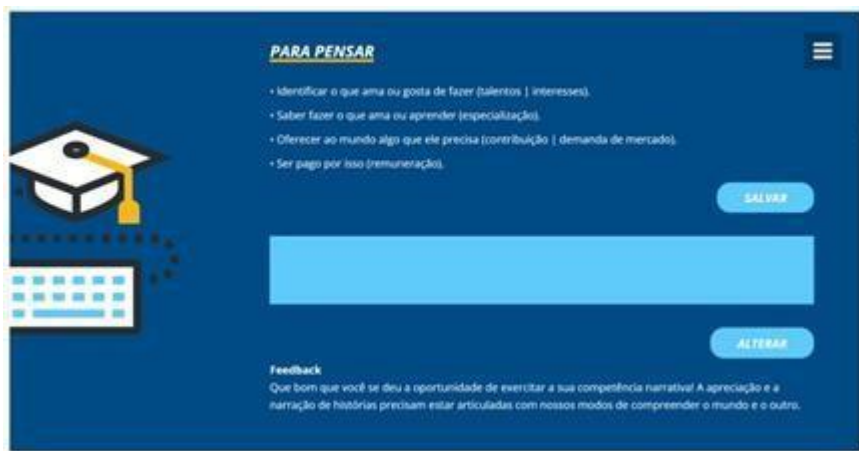 PARA PENSAR
• Identificar o que ama ou gosta de fazer (talentos | interesses).
• Saber fazer o que ama ou aprender (especialização).
• Oferecer ao mundo algo que ele precisa (contribuição | demanda de mercado).
• Ser pago por isso (remuneração).
SALVAR
ALTERAR
Feedback
Que bom que você se deu a oportunidade de exercitar a sua competência narrativa! A apreciação e a
narração de histórias precisam estar articuladas com nossos modos de compreender o mundo e o outro.